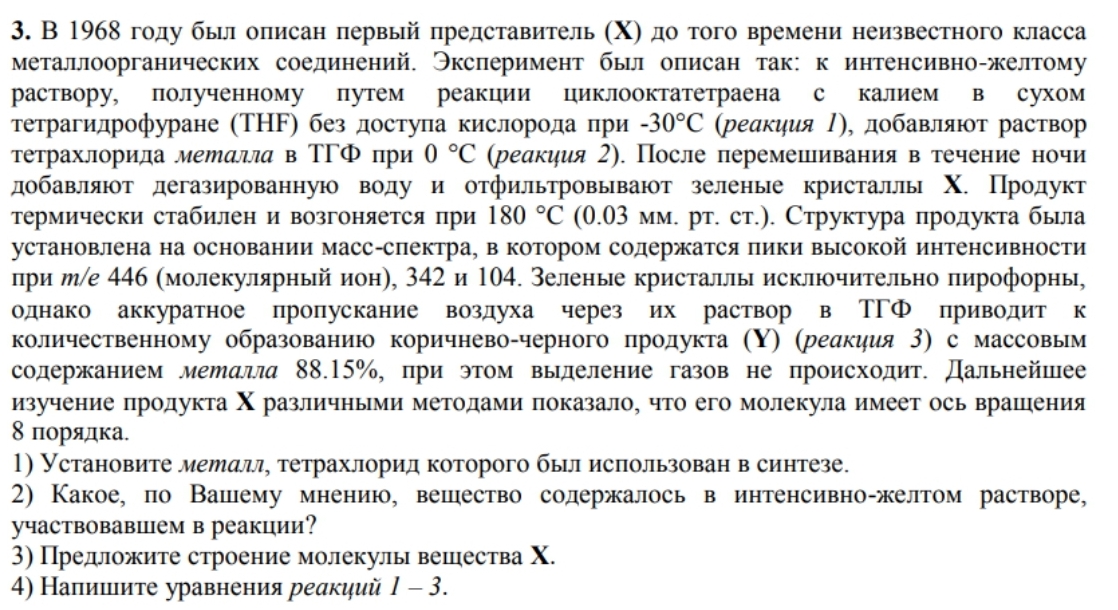 3. В 1968 году был описан первый представитель (X) до того времени неизвестного класса
металлоорганических соединений. Эксперимент был описан так: к интенсивно-желтому
раствору, полученному путем реакции циклооктатетраена с калием в сухом
тетрагидрофуране (THF) без доступа кислорода при -30°C (реакция 1), добавляют раствор
тетрахлорида металла в ТГФ при 0 °C (реакция 2). После перемешивания в течение ночи
добавляют дегазированную воду и отфильтровывают зеленые кристаллы X. Продукт
термически стабилен и возгоняется при 180 °C (0.03 мм. рт. ст.). Структура продукта была
установлена на основании масс-спектра, в котором содержатся пики высокой интенсивности
при m/e 446 (молекулярный ион), 342 и 104. Зеленые кристаллы исключительно пирофорны,
однако аккуратное пропускание воздуха через их раствор в ТГФ приводит к
количественному образованию коричнево-черного продукта (Y) (реакция 3) с массовым
содержанием металла 88.15%, при этом выделение газов не происходит. Дальнейшее
изучение продукта X различными методами показало, что его молекула имеет ось вращения
8 порядка.
1) Установите металл, тетрахлорид которого был использован в синтезе.
2) Какое, по Вашему мнению, вещество содержалось в интенсивно-желтом растворе,
участвовавшем в реакции?
3) Предложите строение молекулы вещества X.
4) Напишите уравнения реакций 1 – 3.